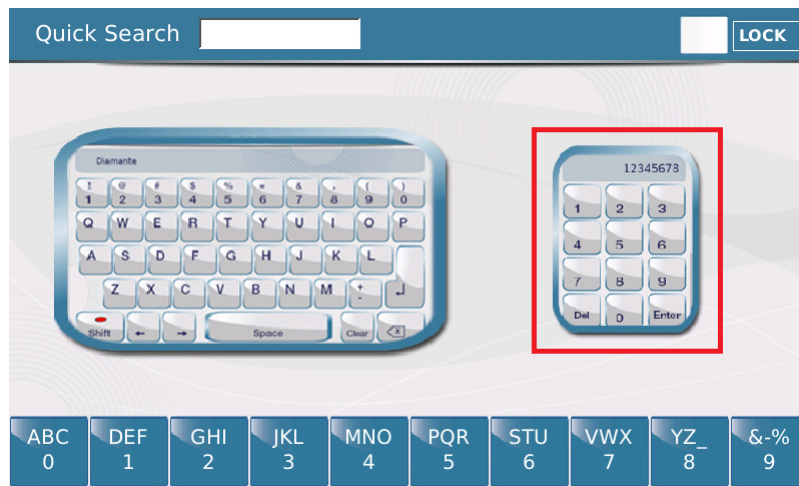 Quick Search LOCK
Diamante
! @ # $ % = & . ( )
1 2 3 4 5 6 7 8 9 0
Q W E R T Y U I O P
A S D F G H J K L
Z X C V B N M + -
Shift ← → Space Clear X
12345678
1 2 3
4 5 6
7 8 9
Del 0 Enter
ABC DEF GHI JKL MNO PQR STU VWX YZ_ &-%
0 1 2 3 4 5 6 7 8 9